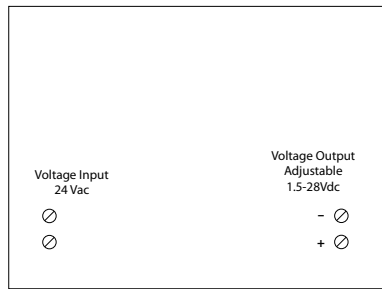 Voltage Input
24 Vac
Voltage Output
Adjustable
1.5-28Vdc
-
+